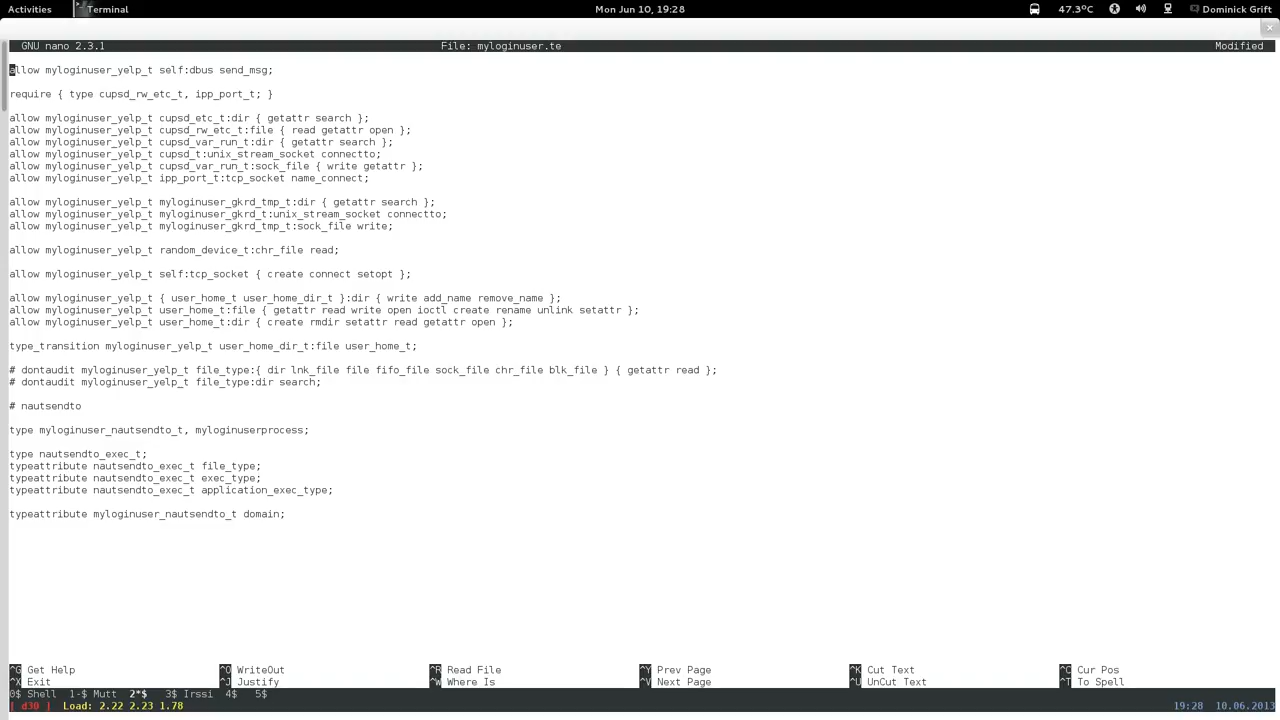 Activities Terminal Mon Jun 10, 19:28 47.3°C Dominick Grift
GNU nano 2.3.1 File: myloginuser.te Modified
allow myloginuser_yelp_t self:dbus send_msg;
require { type cupsd_rw_etc_t, ipp_port_t; }
allow myloginuser_yelp_t cupsd_etc_t:dir { getattr search };
allow myloginuser_yelp_t cupsd_rw_etc_t:file { read getattr open };
allow myloginuser_yelp_t cupsd_var_run_t:dir { getattr search };
allow myloginuser_yelp_t cupsd_t:unix_stream_socket connectto;
allow myloginuser_yelp_t cupsd_var_run_t:sock_file { write getattr };
allow myloginuser_yelp_t ipp_port_t:tcp_socket name_connect;
allow myloginuser_yelp_t myloginuser_gkrd_tmp_t:dir { getattr search };
allow myloginuser_yelp_t myloginuser_gkrd_t:unix_stream_socket connectto;
allow myloginuser_yelp_t myloginuser_gkrd_tmp_t:sock_file write;
allow myloginuser_yelp_t random_device_t:chr_file read;
allow myloginuser_yelp_t self:tcp_socket { create connect setopt };
allow myloginuser_yelp_t { user_home_t user_home_dir_t }:dir { write add_name remove_name };
allow myloginuser_yelp_t user_home_t:file { getattr read write open ioctl create rename unlink setattr };
allow myloginuser_yelp_t user_home_t:dir { create rmdir setattr read getattr open };
type_transition myloginuser_yelp_t user_home_dir_t:file user_home_t;
# dontaudit myloginuser_yelp_t file_type:{ dir lnk_file file fifo_file sock_file chr_file blk_file } { getattr read };
# dontaudit myloginuser_yelp_t file_type:dir search;
# nautsendto
type myloginuser_nautsendto_t, myloginuserprocess;
type nautsendto_exec_t;
typeattribute nautsendto_exec_t file_type;
typeattribute nautsendto_exec_t exec_type;
typeattribute nautsendto_exec_t application_exec_type;
typeattribute myloginuser_nautsendto_t domain;
^G Get Help ^O WriteOut ^R Read File ^Y Prev Page ^K Cut Text ^C Cur Pos
^X Exit ^J Justify ^W Where Is ^V Next Page ^U UnCut Text ^T To Spell
0$ Shell 1-$ Mutt 2*$ 3$ Irssi 4$ 5$
[ d30 ] Load: 2.22 2.23 1.78 19:28 10.06.2013